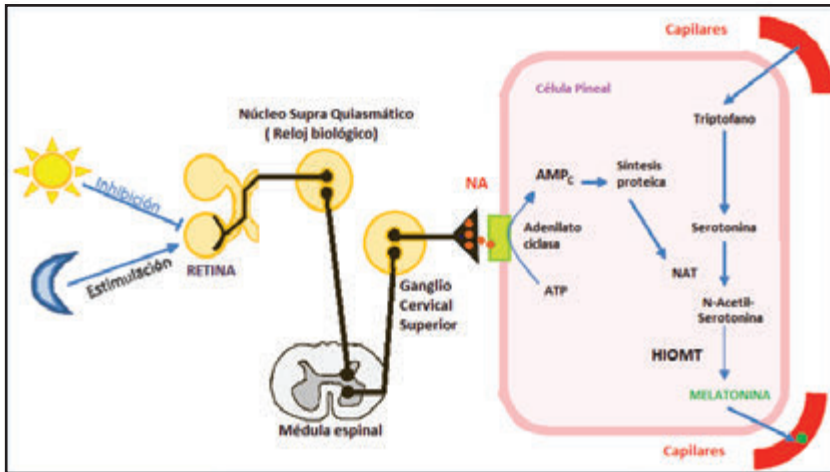 Inhibición
Estimulación
RETINA
Núcleo Supra Quiasmático
( Reloj biológico)
Médula espinal
Ganglio
Cervical
Superior
NA
Célula Pineal
Adenilato
ciclasa
ATP
AMPC
Síntesis
proteica
NAT
HIOMT
Capilares
Triptofano
Serotonina
N-Acetil-
Serotonina
MELATONINA
Capilares